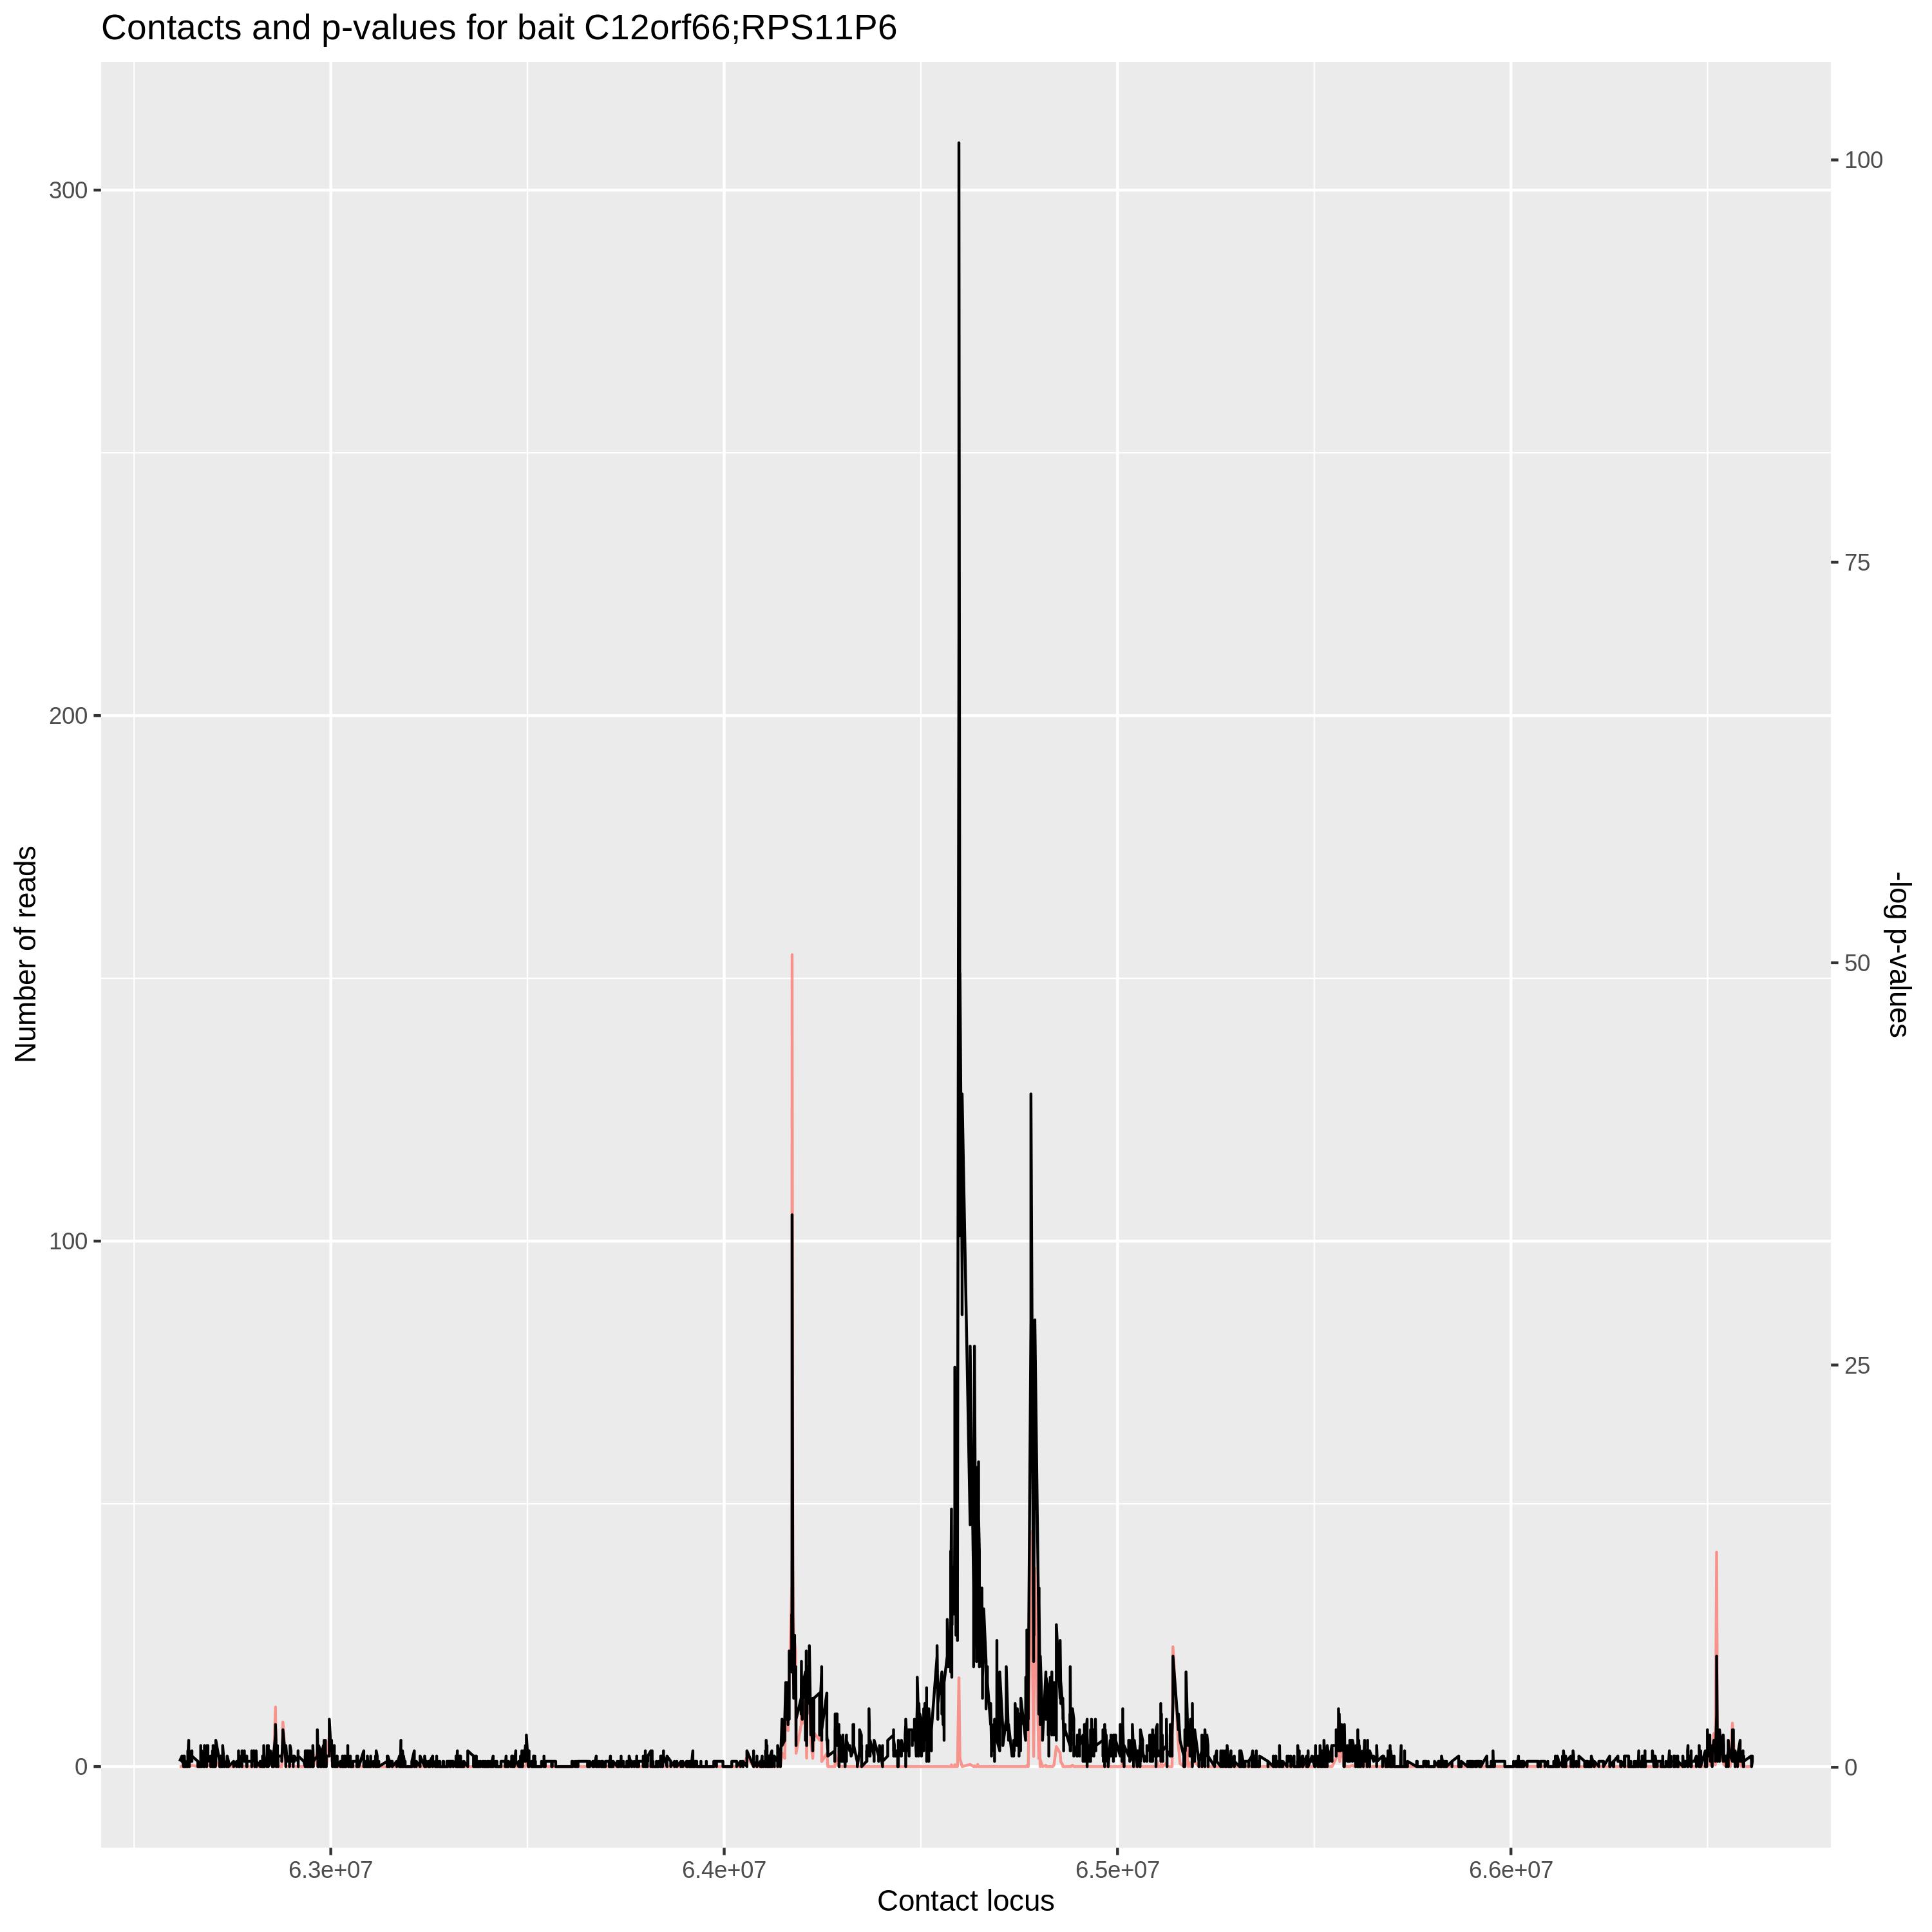 Contacts and p-values for bait C12orf66;RPS11P6
300
200
100
0
Number of reads
100
75
50
25
0
-log p-values
6.3e+07
6.4e+07
6.5e+07
6.6e+07
Contact locus